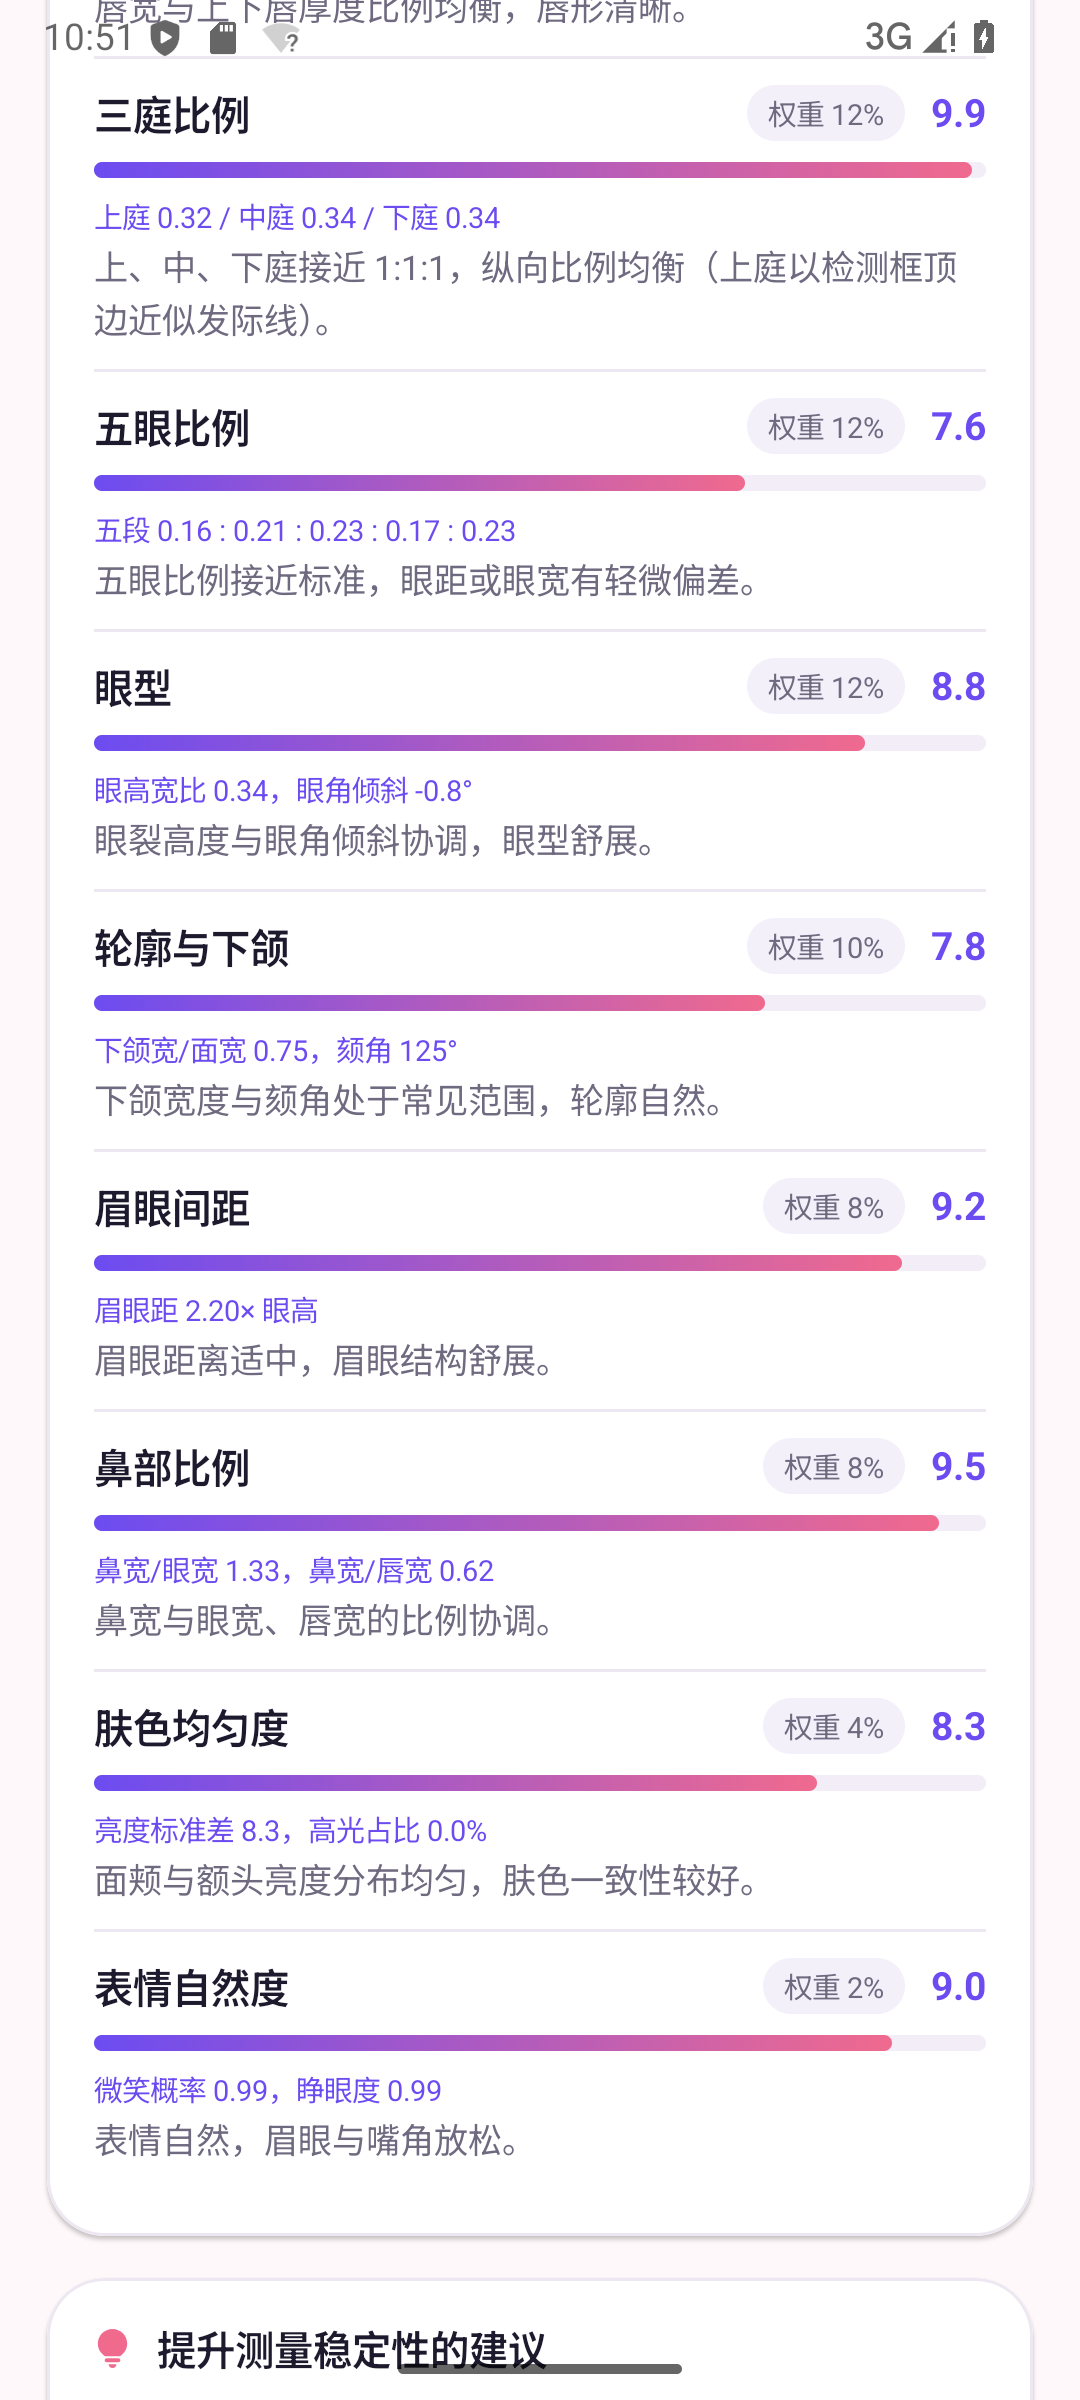 唇宽与上下唇厚度比例均衡，唇形清晰。
10:51
3G
三庭比例 权重 12% 9.9
上庭 0.32 / 中庭 0.34 / 下庭 0.34
上、中、下庭接近 1:1:1，纵向比例均衡（上庭以检测框顶
边近似发际线）。
五眼比例 权重 12% 7.6
五段 0.16 : 0.21 : 0.23 : 0.17 : 0.23
五眼比例接近标准，眼距或眼宽有轻微偏差。
眼型 权重 12% 8.8
眼高宽比 0.34，眼角倾斜 -0.8°
眼裂高度与眼角倾斜协调，眼型舒展。
轮廓与下颌 权重 10% 7.8
下颌宽/面宽 0.75，颏角 125°
下颌宽度与颏角处于常见范围，轮廓自然。
眉眼间距 权重 8% 9.2
眉眼距 2.20× 眼高
眉眼距离适中，眉眼结构舒展。
鼻部比例 权重 8% 9.5
鼻宽/眼宽 1.33，鼻宽/唇宽 0.62
鼻宽与眼宽、唇宽的比例协调。
肤色均匀度 权重 4% 8.3
亮度标准差 8.3，高光占比 0.0%
面颊与额头亮度分布均匀，肤色一致性较好。
表情自然度 权重 2% 9.0
微笑概率 0.99，睁眼度 0.99
表情自然，眉眼与嘴角放松。
提升测量稳定性的建议